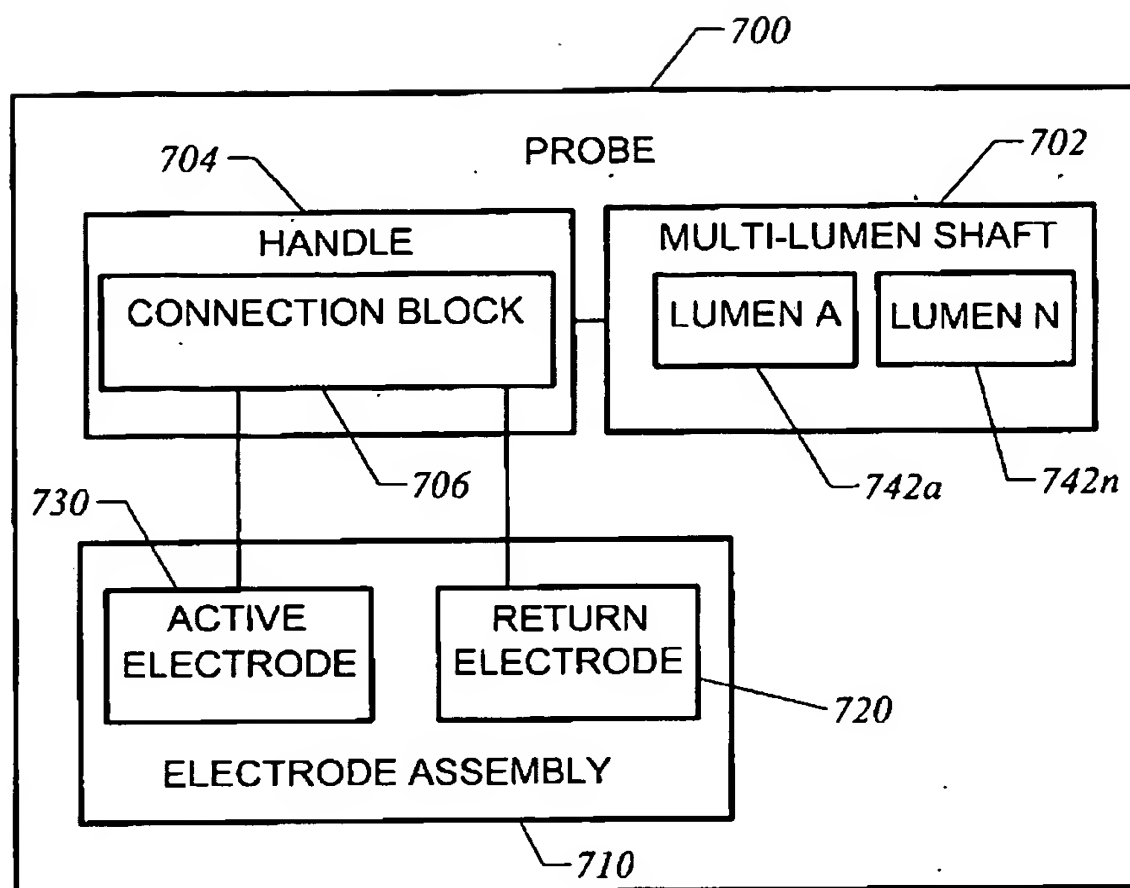 700
PROBE
704
702
HANDLE
MULTI-LUMEN SHAFT
CONNECTION BLOCK
LUMEN A
LUMEN N
706
742a
742n
730
ACTIVE
ELECTRODE
RETURN
ELECTRODE
720
ELECTRODE ASSEMBLY
710